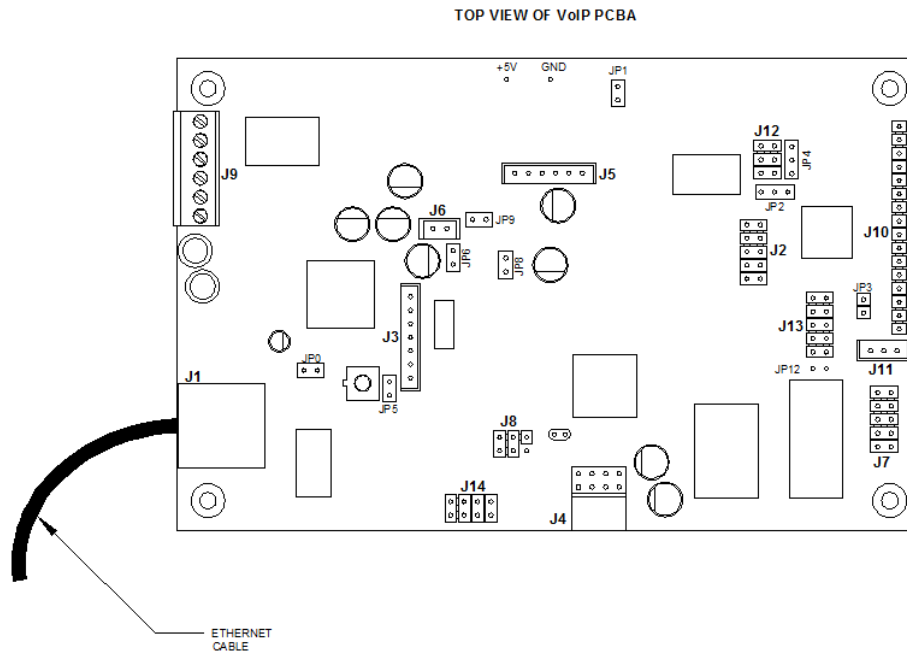 TOP VIEW OF VoIP PCBA
+5V
GND
JP1
J12
JP4
J9
J5
JP2
J6
JP9
J10
J2
JP6
JP8
JP3
J3
J13
JP0
JP12
J11
J1
JP5
J8
J7
J14
J4
ETHERNET
CABLE